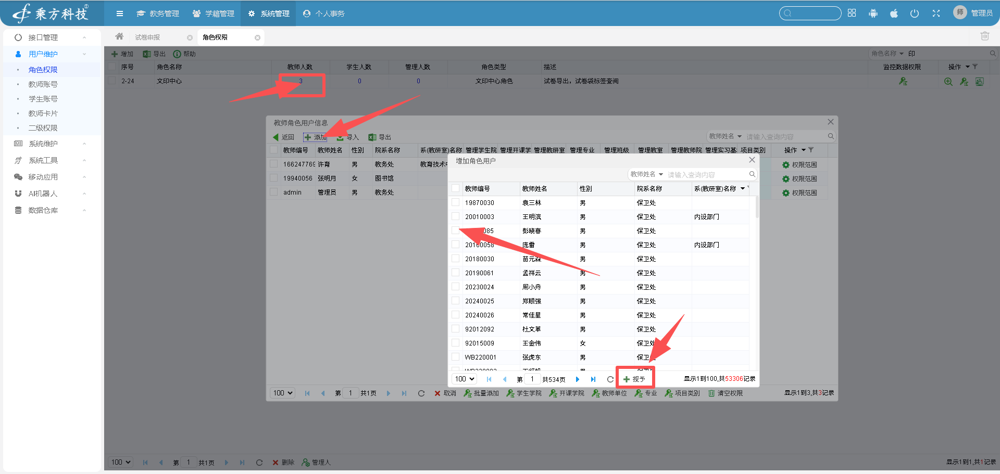 乘方科技
教务管理
学籍管理
系统管理
个人事务
师
管理员
接口管理
用户维护
角色权限
教师账号
学生账号
教师卡片
二级权限
系统维护
系统工具
移动应用
AI机器人
数据仓库
试卷申报
角色权限
增加 导出 帮助
角色名称 印
序号 角色名称 教师人数 学生人数 管理人数 角色类型 描述 监控数据权限 操作
2-24 文印中心 3 0 0 文印中心角色 试卷导出，试卷袋标签查阅
教师角色用户信息
返回 添加 导入 导出
教师姓名 请输入查询内容
教师编号 教师姓名 性别 院系名称 系(教研室)名称 管理学生院 管理开课学 管理教研室 管理专业 管理班级 管理教室 管理教师院 管理实习基 项目类别 操作
166247769 许育 男 教务处 教育技术 权限范围
19940056 张明月 女 图书馆 权限范围
admin 管理员 男 教务处 权限范围
增加角色用户
教师姓名 请输入查询内容
教师编号 教师姓名 性别 院系名称 系(教研室)名称
19870030 袁三林 男 保卫处
20010003 王明滨 男 保卫处 内设部门
085 彭晓春 男 保卫处
20160058 庞雷 男 保卫处 内设部门
20180030 苗元森 男 保卫处
20190061 孟祥云 男 保卫处
20230024 周小舟 男 保卫处
20240025 郑顺强 男 保卫处
20240026 常佳星 男 保卫处
92012092 杜文革 男 保卫处
92015009 王金伟 女 保卫处
WB220001 张虎东 男 保卫处
100 第 1 共534页 授予 显示1到100,共53306记录
100 第 1 共1页 取消 批量添加 学生学院 开课学院 教师单位 专业 项目类别 清空权限 显示1到3,共3记录
100 第 1 共1页 删除 管理人 显示1到1,共1记录